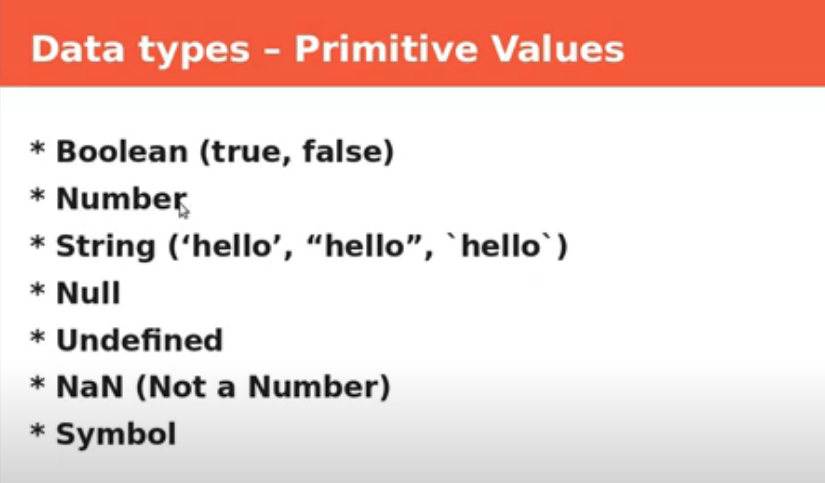 Data types – Primitive Values
* Boolean (true, false)
* Number
* String (‘hello’, “hello”, `hello`)
* Null
* Undefined
* NaN (Not a Number)
* Symbol